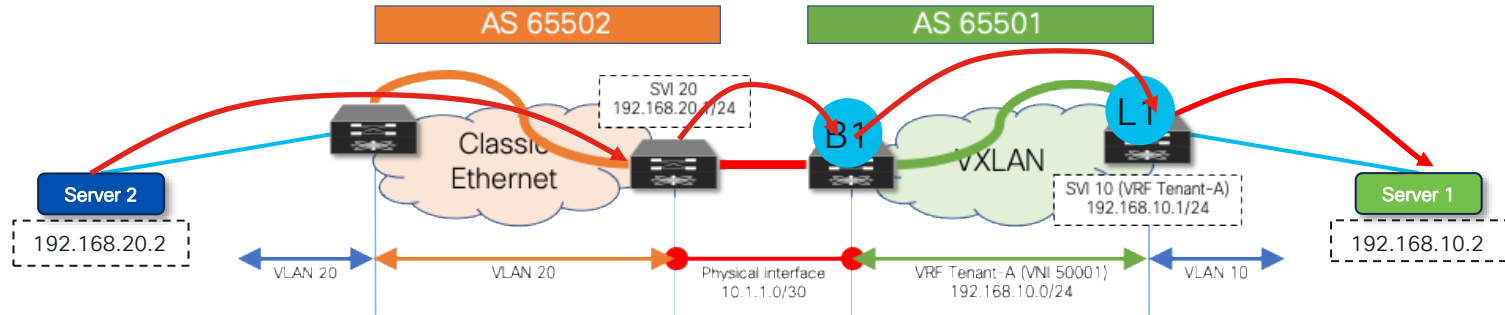 AS 65502
AS 65501
SVI 20
192.168.20.1/24
B1
L1
Classic
Ethernet
VXLAN
SVI 10 (VRF Tenant-A)
192.168.10.1/24
Server 2
Server 1
192.168.20.2
192.168.10.2
VLAN 20
VLAN 20
Physical interface
10.1.1.0/30
VRF Tenant-A (VNI 50001)
192.168.10.0/24
VLAN 10